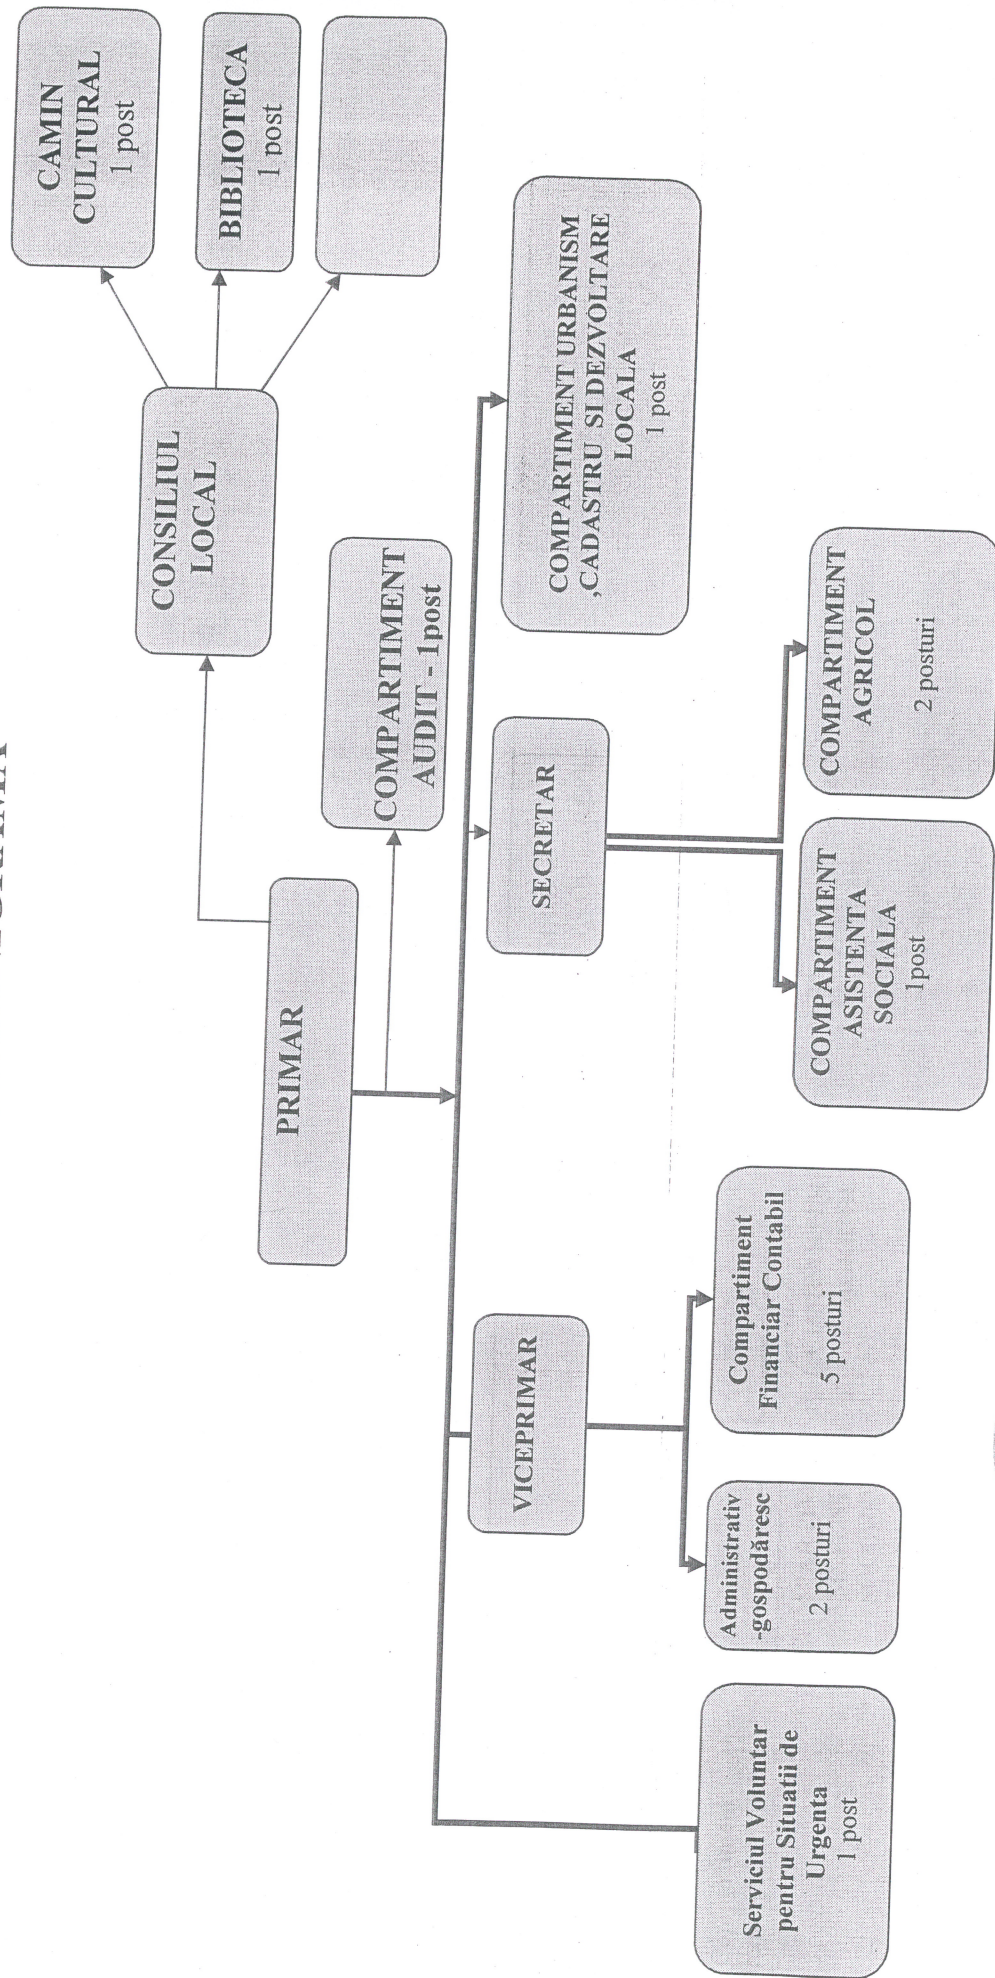 CAMIN
CULTURAL
1 post
CONSILIUL
LOCAL
BIBLIOTECA
1 post
PRIMAR
COMPARTIMENT
AUDIT - 1post
VICEPRIMAR
SECRETAR
COMPARTIMENT URBANISM
,CADASTRU SI DEZVOLTARE
LOCALA
1 post
Serviciul Voluntar
pentru Situatii de
Urgenta
1 post
Administrativ
-gospodăresc
2 posturi
Compartiment
Financiar Contabil
5 posturi
COMPARTIMENT
ASISTENTA
SOCIALA
1post
COMPARTIMENT
AGRICOL
2 posturi